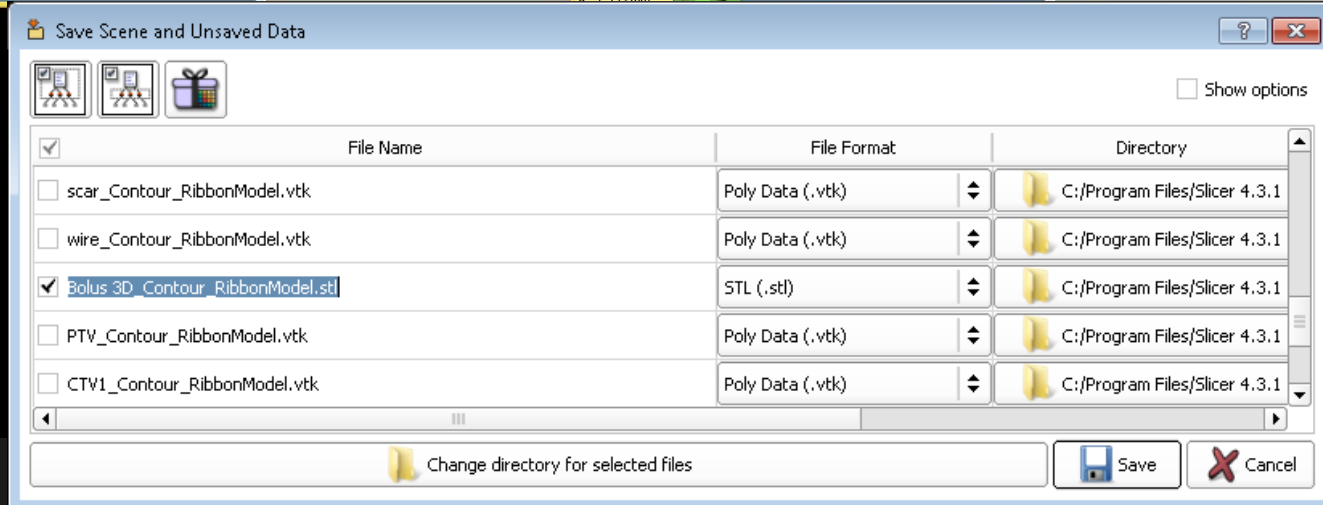 Save Scene and Unsaved Data
Show options
File Name File Format Directory
scar_Contour_RibbonModel.vtk Poly Data (.vtk) C:/Program Files/Slicer 4.3.1
wire_Contour_RibbonModel.vtk Poly Data (.vtk) C:/Program Files/Slicer 4.3.1
Bolus 3D_Contour_RibbonModel.stl STL (.stl) C:/Program Files/Slicer 4.3.1
PTV_Contour_RibbonModel.vtk Poly Data (.vtk) C:/Program Files/Slicer 4.3.1
CTV1_Contour_RibbonModel.vtk Poly Data (.vtk) C:/Program Files/Slicer 4.3.1
Change directory for selected files Save Cancel